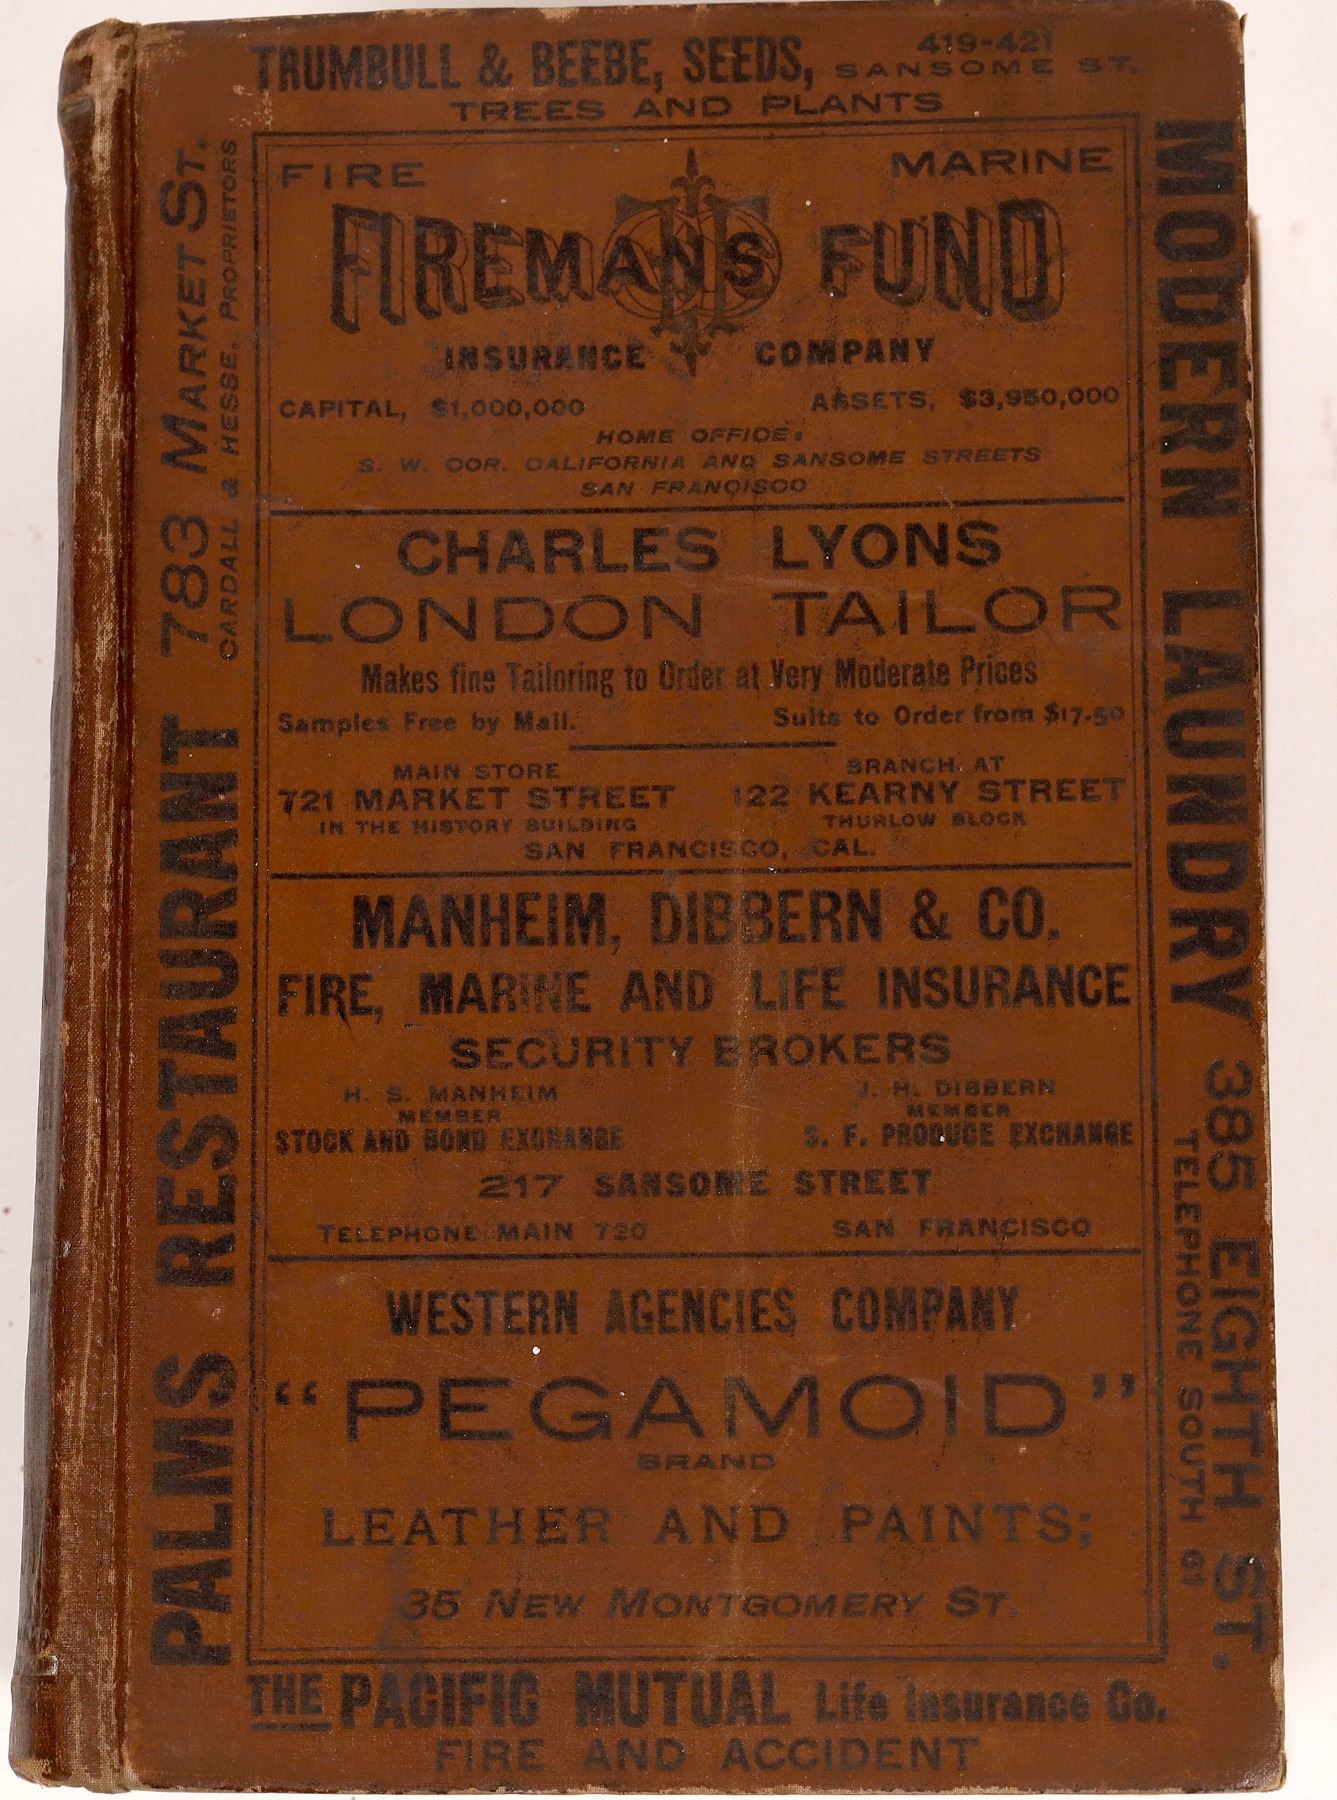 TRUMBULL & BEEBE, SEEDS, 419-421 SANSOME ST.
TREES AND PLANTS
FIRE MARINE
FIREMANS FUND
INSURANCE COMPANY
CAPITAL, $1,000,000 ASSETS, $3,950,000
HOME OFFICE:
S. W. COR. CALIFORNIA AND SANSOME STREETS
SAN FRANCISCO
CHARLES LYONS
LONDON TAILOR
Makes fine Tailoring to Order at Very Moderate Prices
Samples Free by Mail. Suits to Order from $17.50
MAIN STORE BRANCH AT
721 MARKET STREET 122 KEARNY STREET
IN THE HISTORY BUILDING THURLOW BLOCK
SAN FRANCISCO, CAL.
MANHEIM, DIBBERN & CO.
FIRE, MARINE AND LIFE INSURANCE
SECURITY BROKERS
H. S. MANHEIM J. H. DIBBERN
MEMBER MEMBER
STOCK AND BOND EXCHANGE S. F. PRODUCE EXCHANGE
217 SANSOME STREET
TELEPHONE MAIN 720 SAN FRANCISCO
WESTERN AGENCIES COMPANY
"PEGAMOID"
BRAND
LEATHER AND PAINTS;
35 NEW MONTGOMERY ST.
THE PACIFIC MUTUAL Life Insurance Co.
FIRE AND ACCIDENT
PALMS RESTAURANT 783 MARKET ST.
CARDALL & HESSE, PROPRIETORS
MODERN LAUNDRY 385 EIGHTH ST.
TELEPHONE SOUTH 61